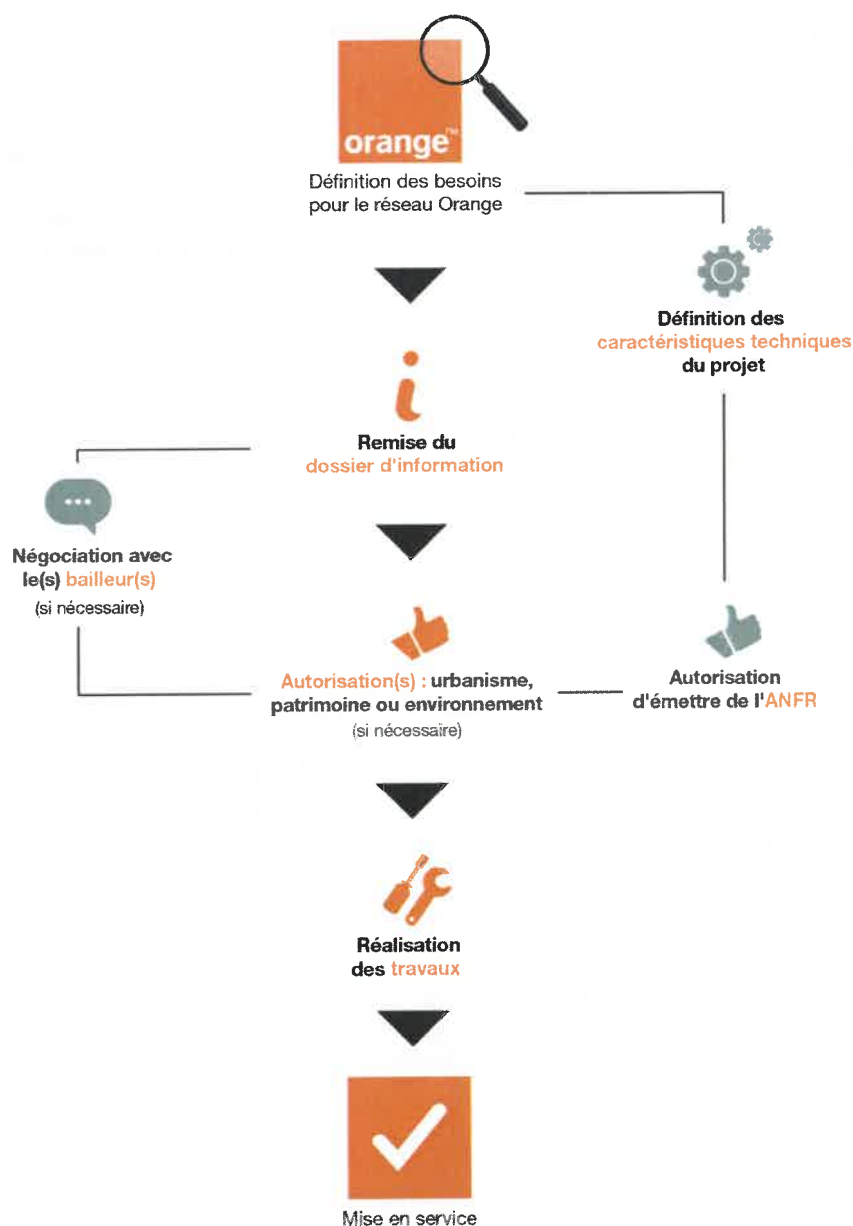 orange™
Définition des besoins
pour le réseau Orange
Définition des
caractéristiques techniques
du projet
Remise du
dossier d'information
Négociation avec
le(s) bailleur(s)
(si nécessaire)
Autorisation(s) : urbanisme,
patrimoine ou environnement
(si nécessaire)
Autorisation
d'émettre de l'ANFR
Réalisation
des travaux
Mise en service